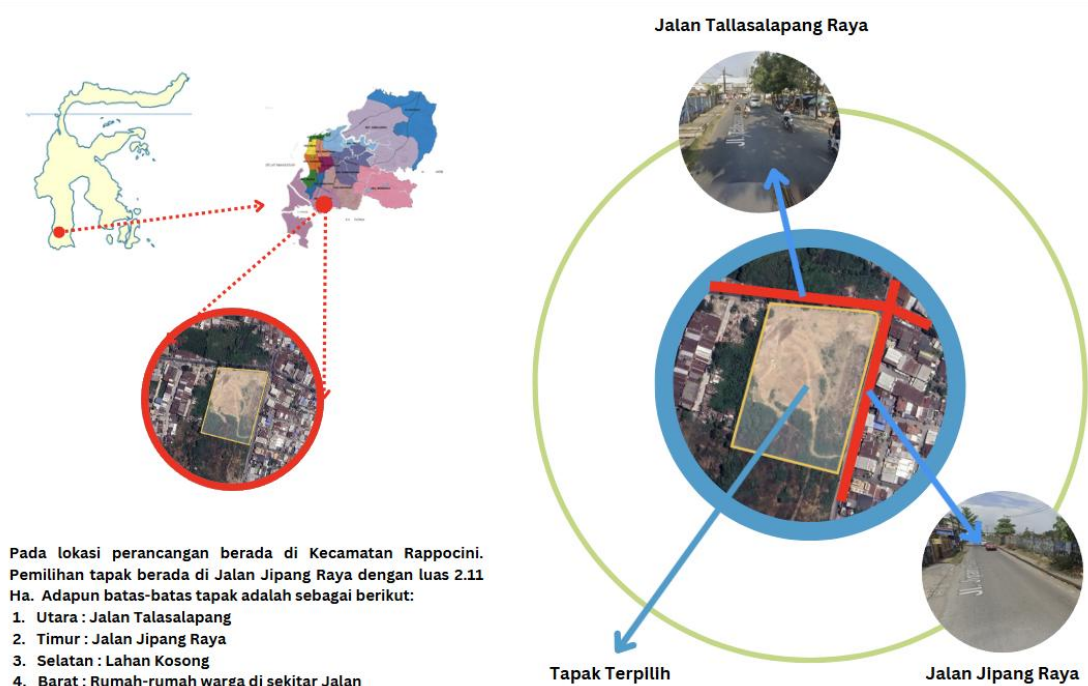 Jalan Tallasalapang Raya
Pada lokasi perancangan berada di Kecamatan Rappocini.
Pemilihan tapak berada di Jalan Jipang Raya dengan luas 2.11
Ha. Adapun batas-batas tapak adalah sebagai berikut:
1. Utara : Jalan Talasalapang
2. Timur : Jalan Jipang Raya
3. Selatan : Lahan Kosong
4. Barat : Rumah-rumah warga di sekitar Jalan
Tapak Terpilih
Jalan Jipang Raya